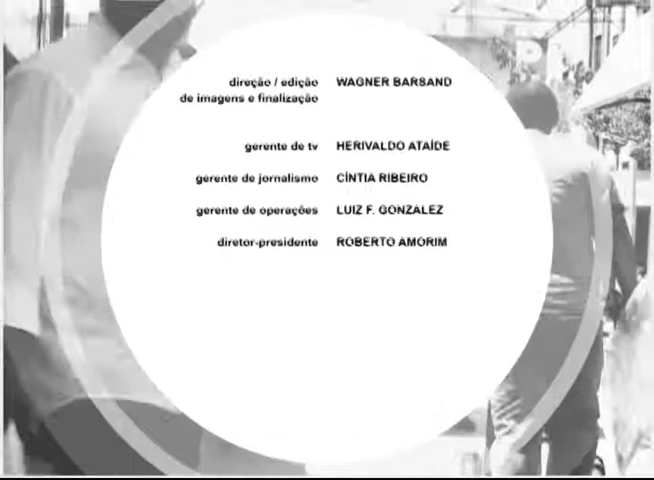 direção / edição WAGNER BARSAND
de imagens e finalização
gerente de tv HERIVALDO ATAÍDE
gerente de jornalismo CÍNTIA RIBEIRO
gerente de operações LUIZ F. GONZALEZ
diretor-presidente ROBERTO AMORIM